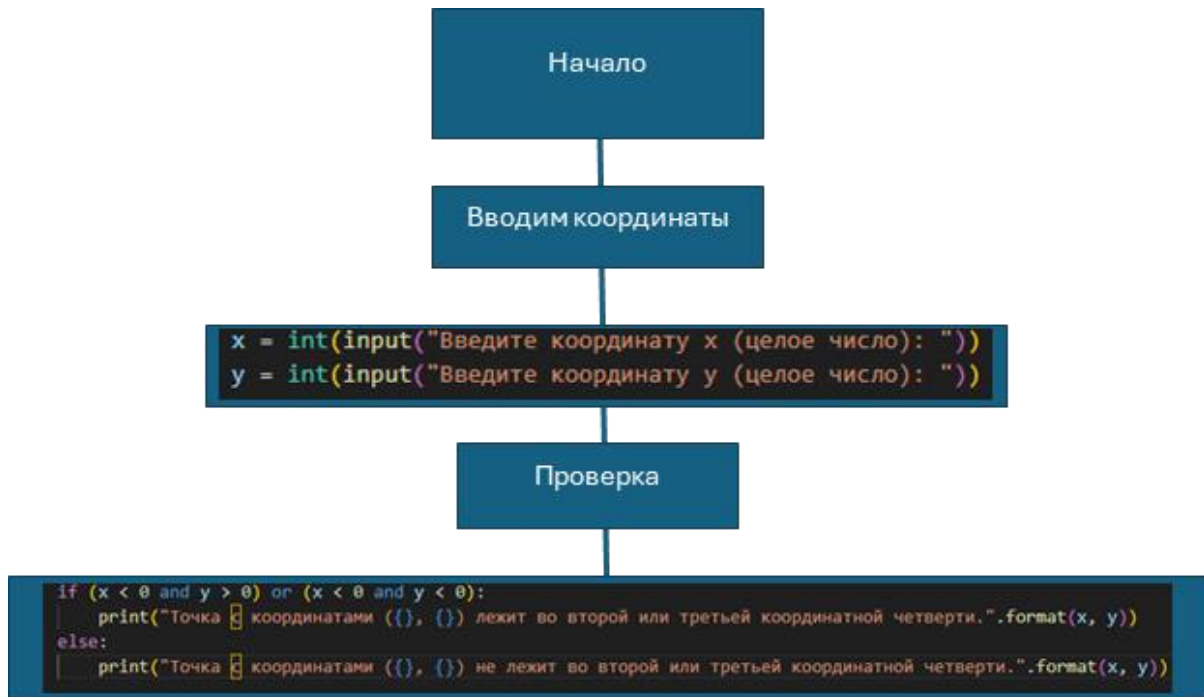 Начало
Вводим координаты
x = int(input("Введите координату x (целое число): "))
y = int(input("Введите координату y (целое число): "))
Проверка
if (x < 0 and y > 0) or (x < 0 and y < 0):
print("Точка с координатами ({}, {}) лежит во второй или третьей координатной четверти.".format(x, y))
else:
print("Точка с координатами ({}, {}) не лежит во второй или третьей координатной четверти.".format(x, y))